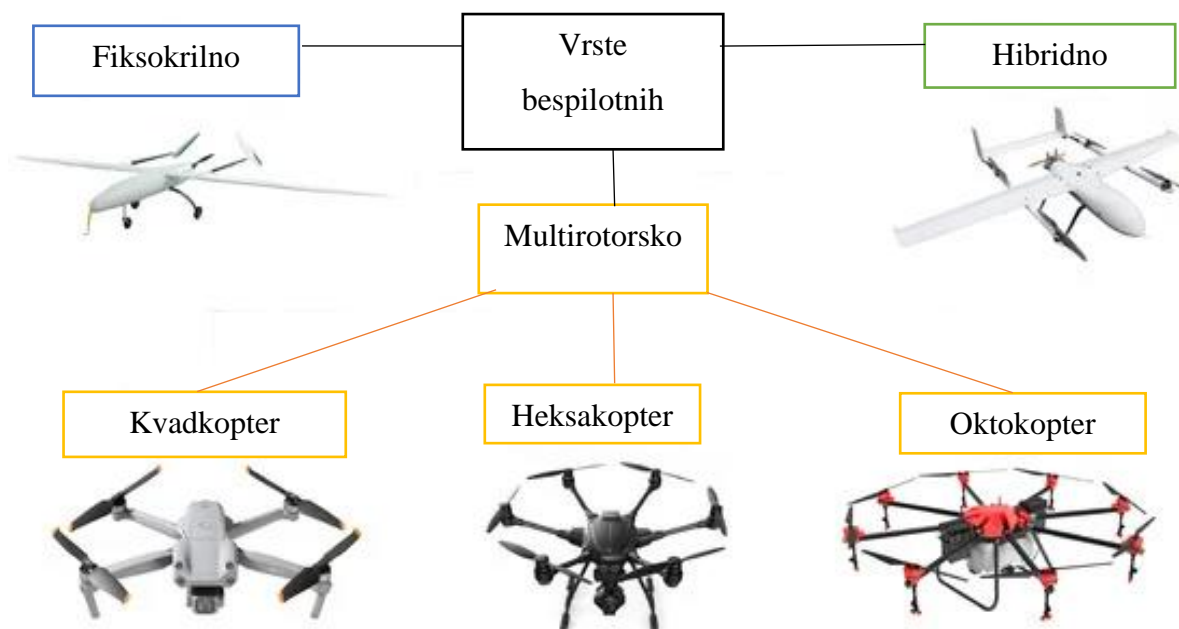 Fiksokrilno
Vrste
bespilotnih
Hibridno
Multirotorsko
Kvadkopter
Heksakopter
Oktokopter